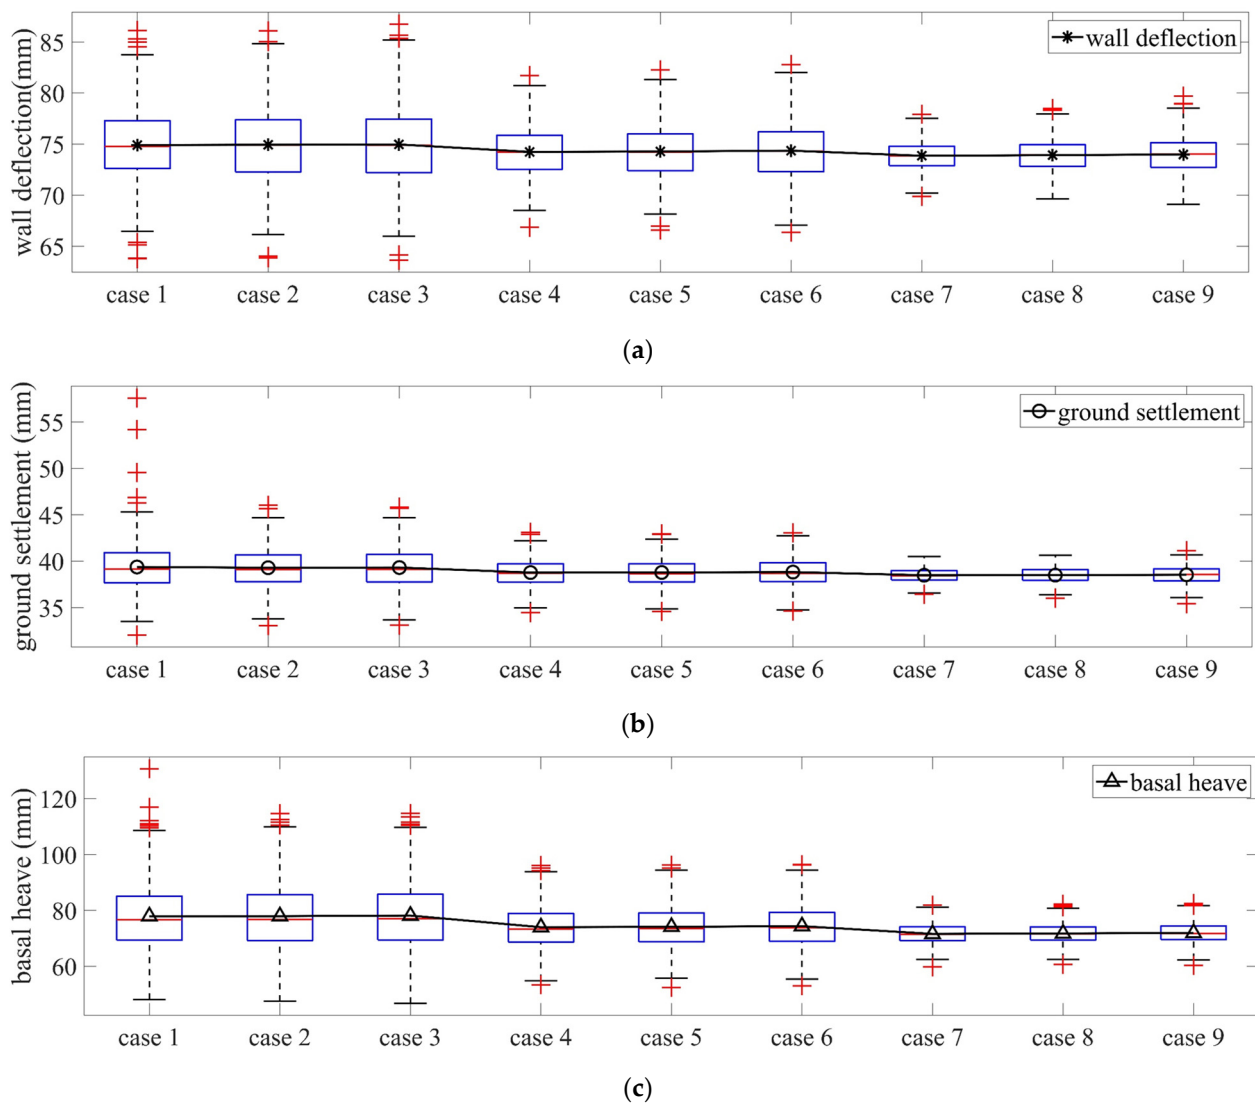 wall deflection(mm)
85
80
75
70
65
wall deflection
case 1 case 2 case 3 case 4 case 5 case 6 case 7 case 8 case 9
(a)
ground settlement (mm)
55
50
45
40
35
ground settlement
case 1 case 2 case 3 case 4 case 5 case 6 case 7 case 8 case 9
(b)
basal heave (mm)
120
100
80
60
basal heave
case 1 case 2 case 3 case 4 case 5 case 6 case 7 case 8 case 9
(c)